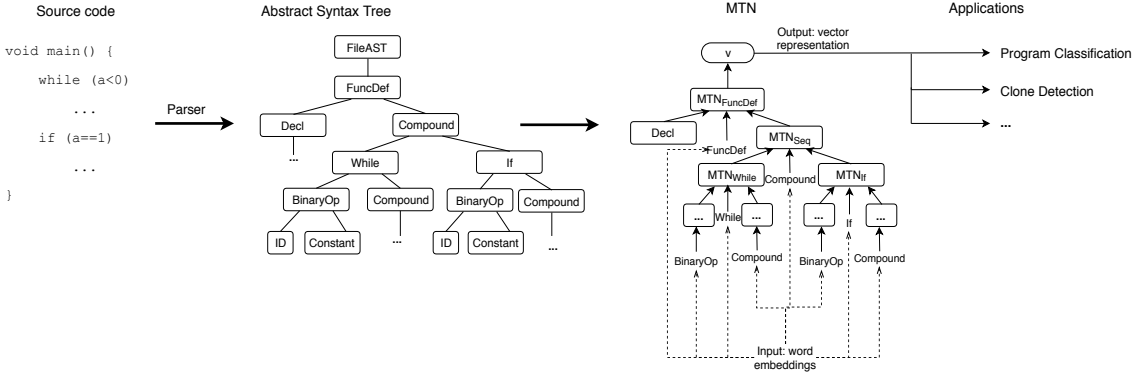 Source code
Abstract Syntax Tree
MTN
Applications
void main() {
while (a<0)
...
if (a==1)
...
}
Parser
FileAST
FuncDef
Decl
Compound
...
While
If
BinaryOp
Compound
BinaryOp
Compound
ID
Constant
...
ID
Constant
...
v
Output: vector
representation
MTNFuncDef
Decl
FuncDef
MTNSeq
MTNWhile
Compound
MTNIf
...
While
...
...
If
...
BinaryOp
Compound
BinaryOp
Compound
Input: word
embeddings
Program Classification
Clone Detection
...